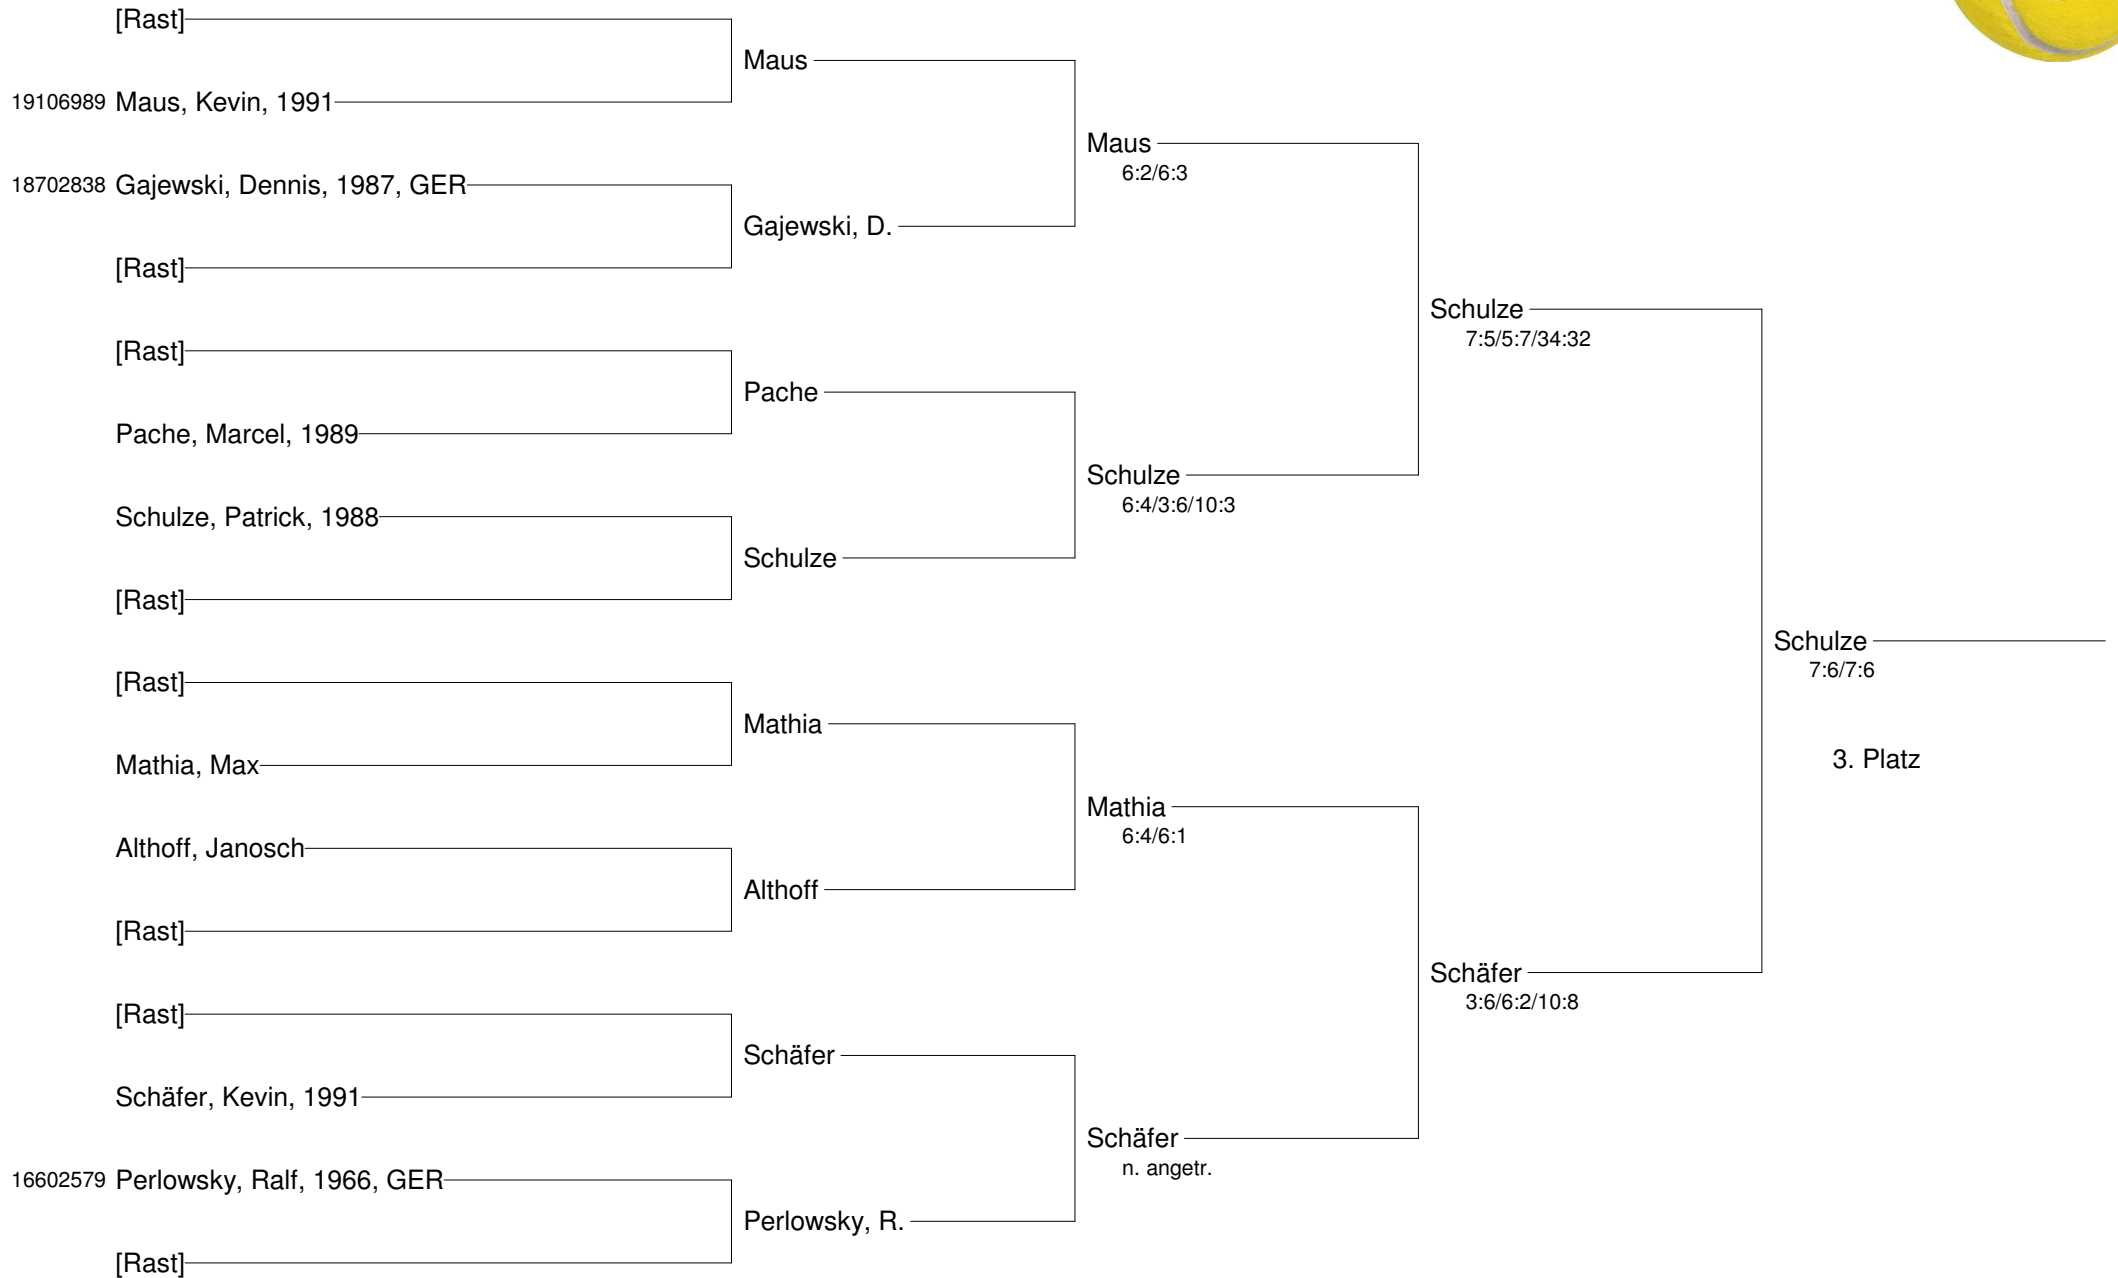 [Rast]
19106989 Maus, Kevin, 1991
18702838 Gajewski, Dennis, 1987, GER
[Rast]
[Rast]
Pache, Marcel, 1989
Schulze, Patrick, 1988
[Rast]
[Rast]
Mathia, Max
Althoff, Janosch
[Rast]
[Rast]
Schäfer, Kevin, 1991
16602579 Perlowsky, Ralf, 1966, GER
[Rast]
Maus
Gajewski, D.
Pache
Schulze
Mathia
Althoff
Schäfer
Perlowsky, R.
Maus
6:2/6:3
Schulze
6:4/3:6/10:3
Mathia
6:4/6:1
Schäfer
n. angetr.
Schulze
7:5/5:7/34:32
Schäfer
3:6/6:2/10:8
Schulze
7:6/7:6
3. Platz